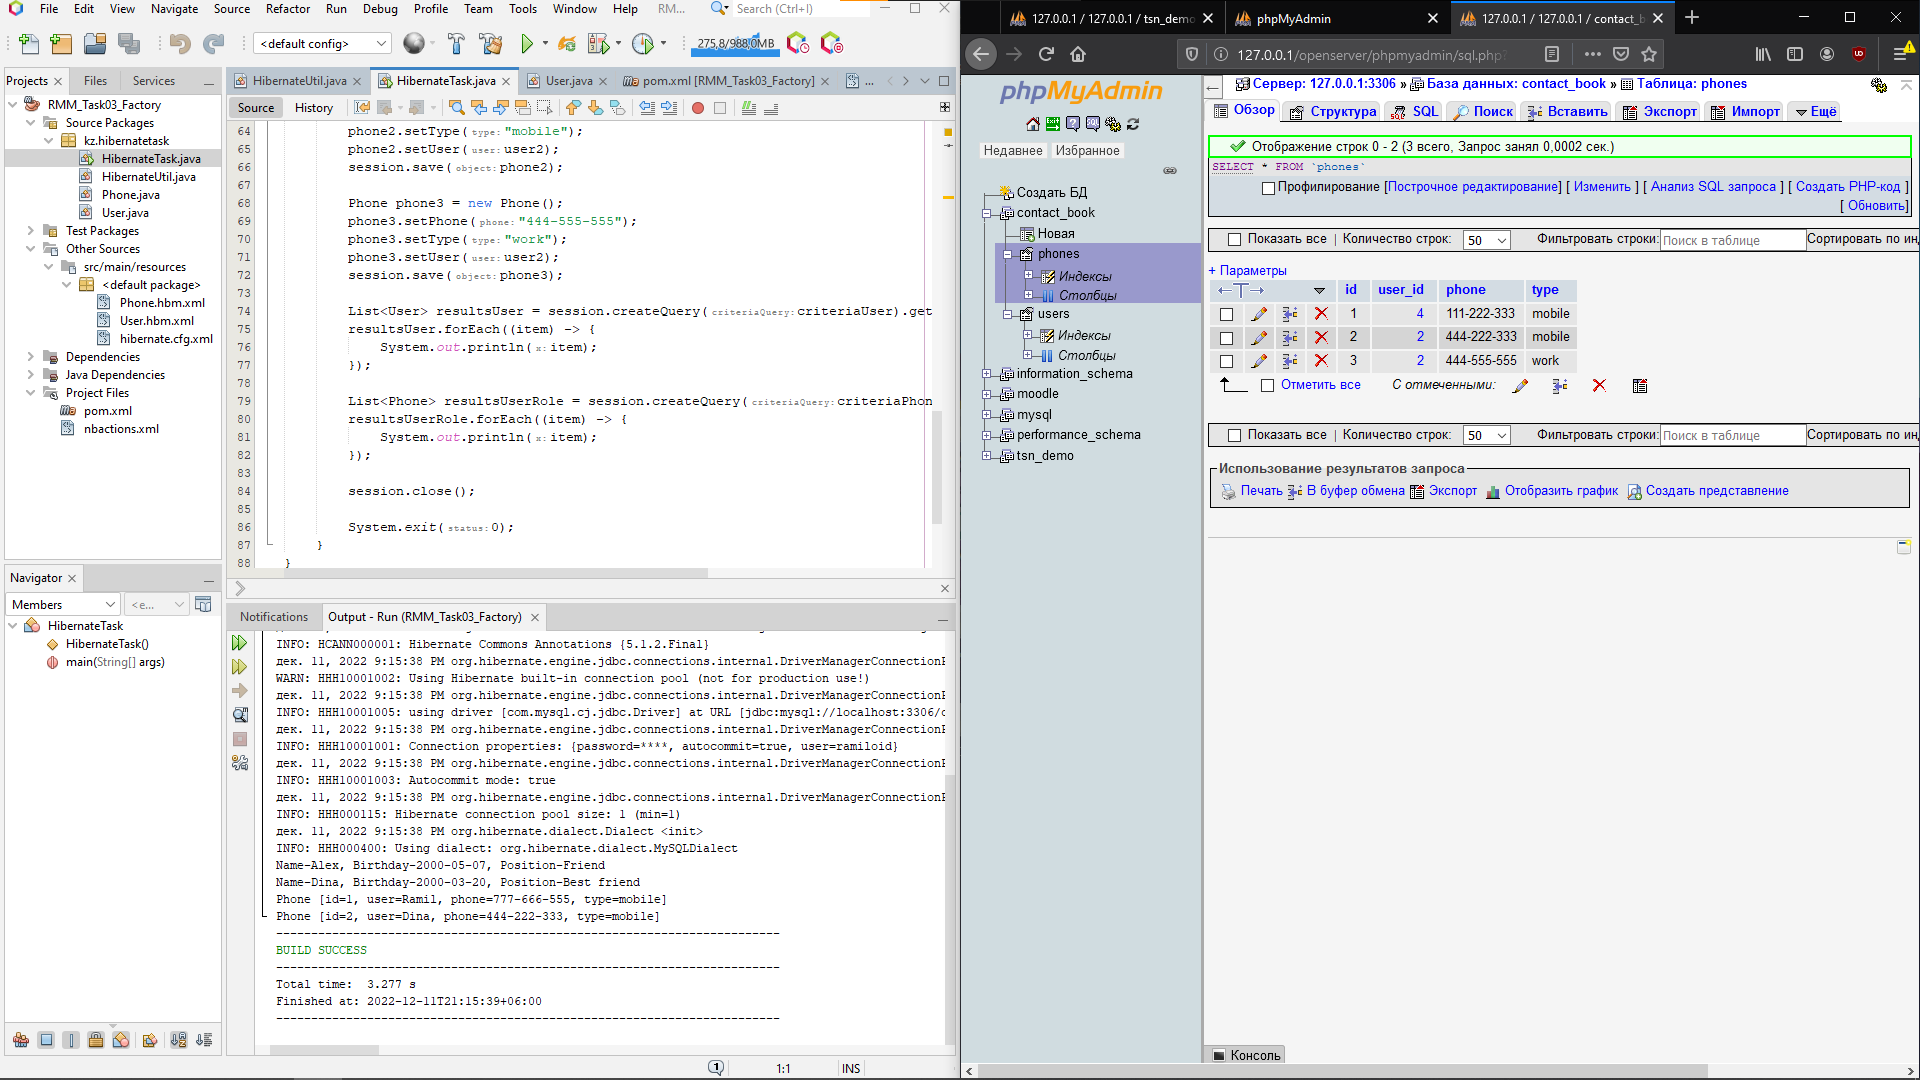 File Edit View Navigate Source Refactor Run Debug Profile Team Tools Window Help RM... Search (Ctrl+I)
<default config> 275,8/988,0MB
Projects Files Services
RMM_Task03_Factory
Source Packages
kz.hibernatetask
HibernateTask.java
HibernateUtil.java
Phone.java
User.java
Test Packages
Other Sources
src/main/resources
<default package>
Phone.hbm.xml
User.hbm.xml
hibernate.cfg.xml
Dependencies
Java Dependencies
Project Files
pom.xml
nbactions.xml
Navigator
Members <e...
HibernateTask
HibernateTask()
main(String[] args)
HibernateUtil.java HibernateTask.java User.java pom.xml [RMM_Task03_Factory] ...
Source History
64 phone2.setType(type:"mobile");
65 phone2.setUser(user:user2);
66 session.save(object:phone2);
67
68 Phone phone3 = new Phone();
69 phone3.setPhone(phone:"444-555-555");
70 phone3.setType(type:"work");
71 phone3.setUser(user:user2);
72 session.save(object:phone3);
73
74 List<User> resultsUser = session.createQuery(criteriaQuery:criteriaUser).get
75 resultsUser.forEach((item) -> {
76 System.out.println(x:item);
77 });
78
79 List<Phone> resultsUserRole = session.createQuery(criteriaQuery:criteriaPhon
80 resultsUserRole.forEach((item) -> {
81 System.out.println(x:item);
82 });
83
84 session.close();
85
86 System.exit(status:0);
87 }
88 }
Notifications Output - Run (RMM_Task03_Factory)
INFO: HCANN000001: Hibernate Commons Annotations {5.1.2.Final}
дек. 11, 2022 9:15:38 PM org.hibernate.engine.jdbc.connections.internal.DriverManagerConnectionP
WARN: HHH10001002: Using Hibernate built-in connection pool (not for production use!)
дек. 11, 2022 9:15:38 PM org.hibernate.engine.jdbc.connections.internal.DriverManagerConnectionP
INFO: HHH10001005: using driver [com.mysql.cj.jdbc.Driver] at URL [jdbc:mysql://localhost:3306/c
дек. 11, 2022 9:15:38 PM org.hibernate.engine.jdbc.connections.internal.DriverManagerConnectionP
INFO: HHH10001001: Connection properties: {password=****, autocommit=true, user=ramiloid}
дек. 11, 2022 9:15:38 PM org.hibernate.engine.jdbc.connections.internal.DriverManagerConnectionP
INFO: HHH10001003: Autocommit mode: true
дек. 11, 2022 9:15:38 PM org.hibernate.engine.jdbc.connections.internal.DriverManagerConnectionP
INFO: HHH000115: Hibernate connection pool size: 1 (min=1)
дек. 11, 2022 9:15:38 PM org.hibernate.dialect.Dialect <init>
INFO: HHH000400: Using dialect: org.hibernate.dialect.MySQLDialect
Name-Alex, Birthday-2000-05-07, Position-Friend
Name-Dina, Birthday-2000-03-20, Position-Best friend
Phone [id=1, user=Ramil, phone=777-666-555, type=mobile]
Phone [id=2, user=Dina, phone=444-222-333, type=mobile]
------------------------------------------------------------------------
BUILD SUCCESS
------------------------------------------------------------------------
Total time: 3.277 s
Finished at: 2022-12-11T21:15:39+06:00
------------------------------------------------------------------------
1 1:1 INS
127.0.0.1 / 127.0.0.1 / tsn_demo phpMyAdmin 127.0.0.1 / 127.0.0.1 / contact_b
127.0.0.1/openserver/phpmyadmin/sql.php?
phpMyAdmin
Недавнее Избранное
Создать БД
contact_book
Новая
phones
Индексы
Столбцы
users
Индексы
Столбцы
information_schema
moodle
mysql
performance_schema
tsn_demo
Сервер: 127.0.0.1:3306 » База данных: contact_book » Таблица: phones
Обзор Структура SQL Поиск Вставить Экспорт Импорт Ещё
Отображение строк 0 - 2 (3 всего, Запрос занял 0,0002 сек.)
SELECT * FROM `phones`
Профилирование [Построчное редактирование] [ Изменить ] [ Анализ SQL запроса ] [ Создать PHP-код ]
[ Обновить]
Показать все | Количество строк: 50 Фильтровать строки: Поиск в таблице Сортировать по ин
+ Параметры
←T→ id user_id phone type
1 4 111-222-333 mobile
2 2 444-222-333 mobile
3 2 444-555-555 work
Отметить все С отмеченными:
Показать все | Количество строк: 50 Фильтровать строки: Поиск в таблице Сортировать по ин
Использование результатов запроса
Печать В буфер обмена Экспорт Отобразить график Создать представление
Консоль